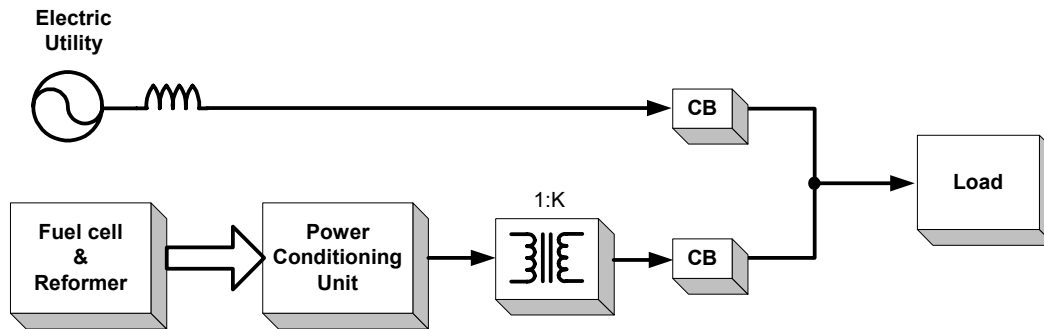 Electric
Utility
CB
Load
1:K
Fuel cell
&
Reformer
Power
Conditioning
Unit
CB